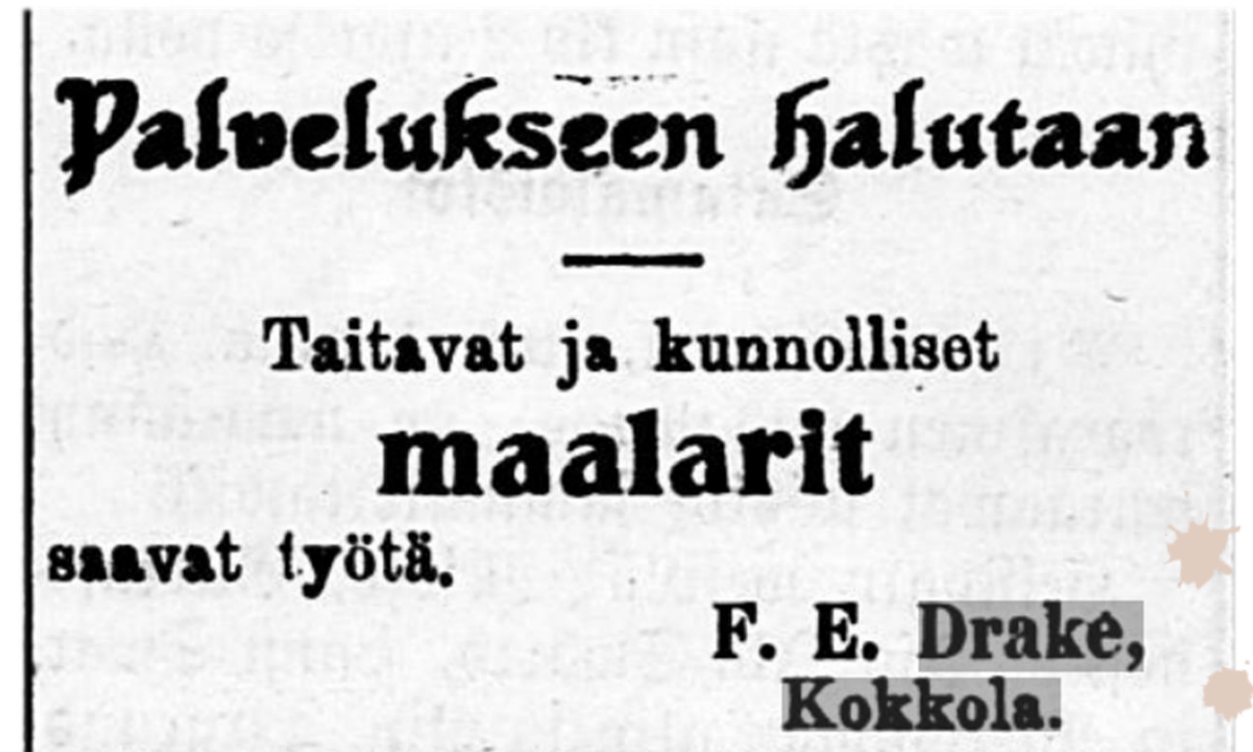 Palvelukseen halutaan
Taitavat ja kunnolliset
maalarit
saavat työtä.
F. E. Drake,
Kokkola.